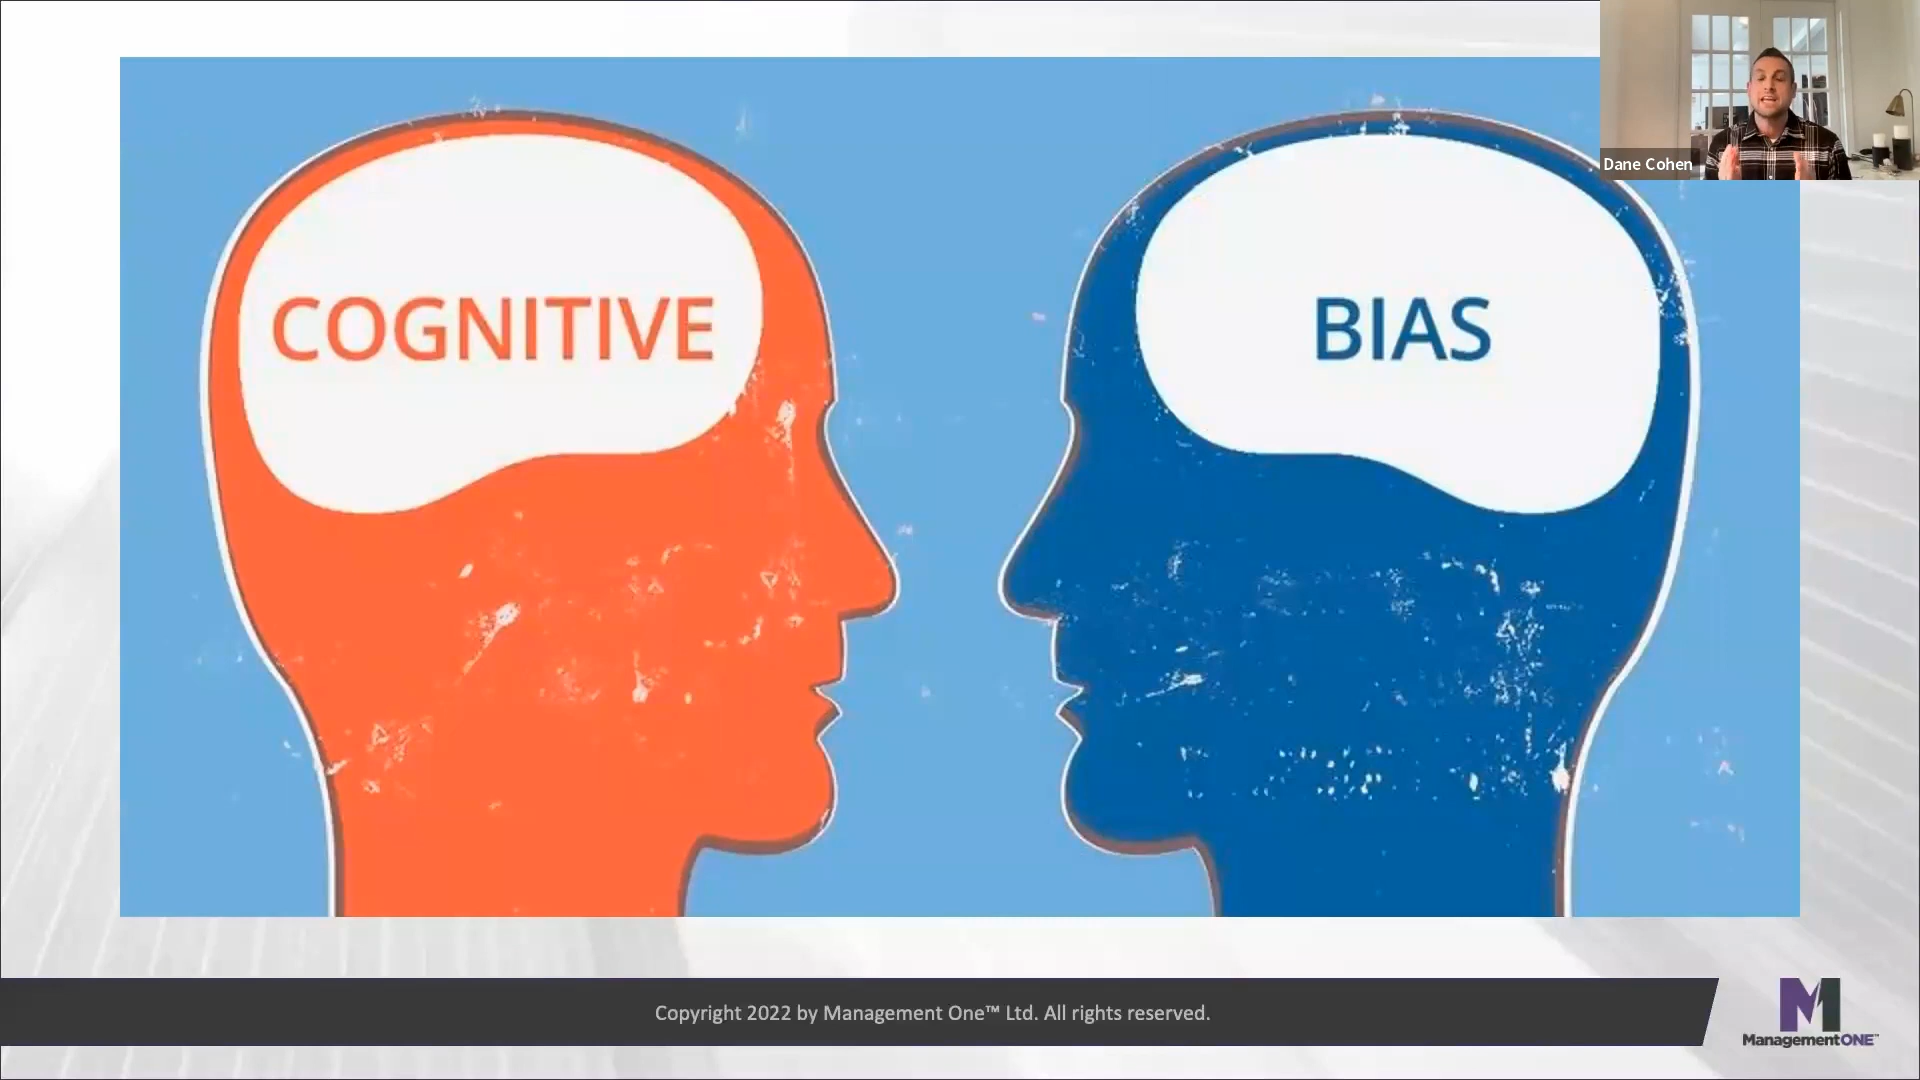 Dane Cohen
COGNITIVE
BIAS
Copyright 2022 by Management One™ Ltd. All rights reserved.
M
ManagementONE™